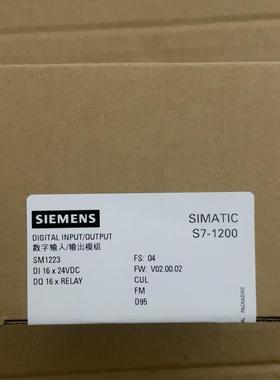 SIEMENS
SIMATIC
S7-1200
DIGITAL INPUT/OUTPUT
数字输入/输出模组
SM1223
DI 16 x 24VDC
DQ 16 x RELAY
FS: 04
FW: V02.00.02
CUL
FM
D95
PACKAGING